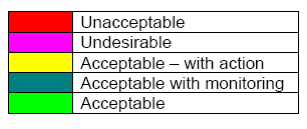 Unacceptable
Undesirable
Acceptable – with action
Acceptable with monitoring
Acceptable